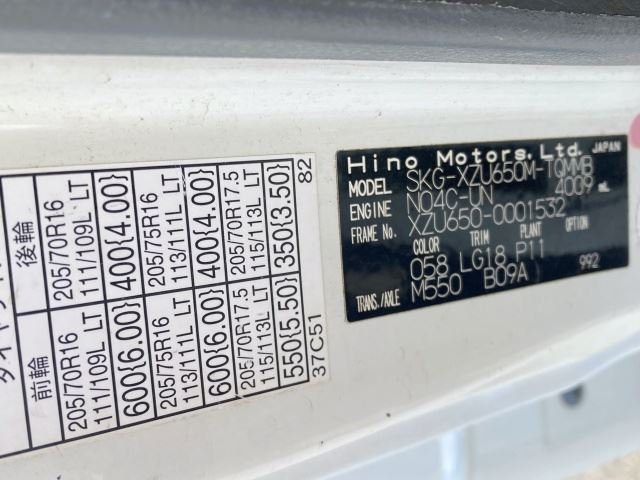 Hino Motors, Ltd. JAPAN
MODEL SKG-XZU650M-TQMMB
ENGINE N04C-UN 4009 mL
FRAME NO. XZU650-0001532
COLOR TRIM PLANT OPTION
058 LG18 P11
TRANS./AXLE M550 B09A 992
前輪 後輪
205/70R16 205/70R16
111/109L LT 111/109L LT
600{6.00} 400{4.00}
205/75R16 205/75R16
113/111L LT 113/111L LT
600{6.00} 400{4.00}
205/70R17.5 205/70R17.5
115/113L LT 115/113L LT
550{5.50} 350{3.50}
37C51 82